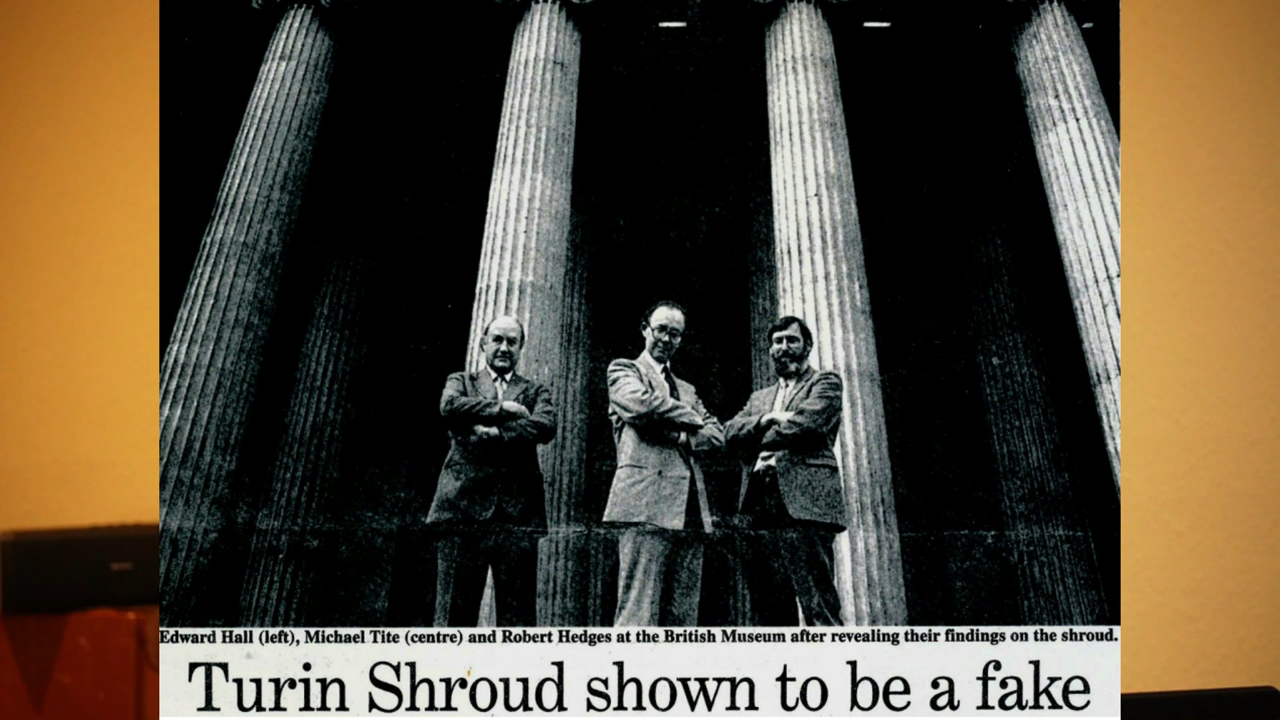 Edward Hall (left), Michael Tite (centre) and Robert Hedges at the British Museum after revealing their findings on the shroud.
Turin Shroud shown to be a fake